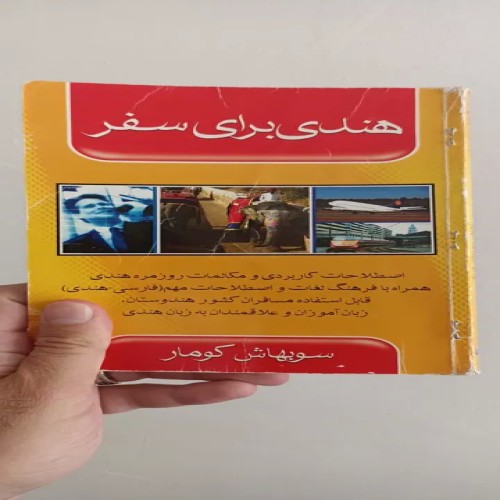 هندی برای سفر
اصطلاحات کاربردی و مکالمات روزمره هندی
همراه با فرهنگ لغات و اصطلاحات مهم(فارسی-هندی)
قابل استفاده مسافران کشور هندوستان،
زبان آموزان و علاقمندان به زبان هندی
سوبهاش کومار